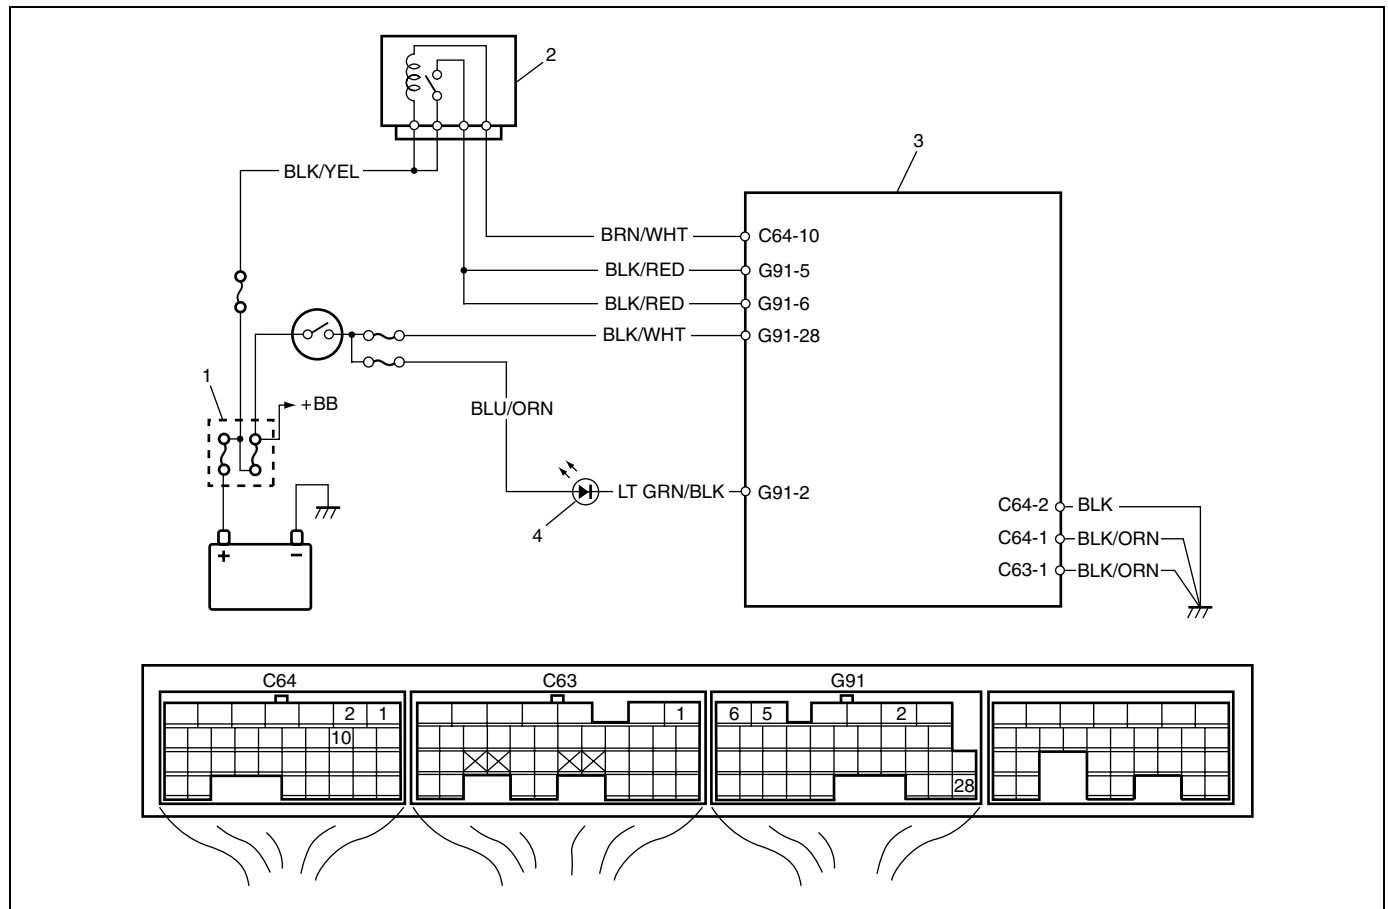 2
3
BLK/YEL
BRN/WHT C64-10
BLK/RED G91-5
BLK/RED G91-6
BLK/WHT G91-28
1
+BB
BLU/ORN
LT GRN/BLK G91-2
4
C64-2 BLK
C64-1 BLK/ORN
C63-1 BLK/ORN
+ –
C64 C63 G91
2 1 1 6 5 2
10
28